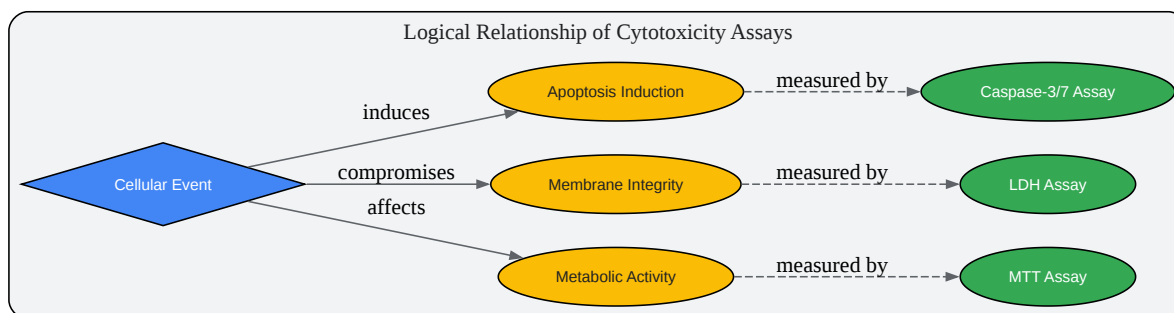 Logical Relationship of Cytotoxicity Assays
Apoptosis Induction
measured by
Caspase-3/7 Assay
induces
Cellular Event
compromises
Membrane Integrity
measured by
LDH Assay
affects
Metabolic Activity
measured by
MTT Assay